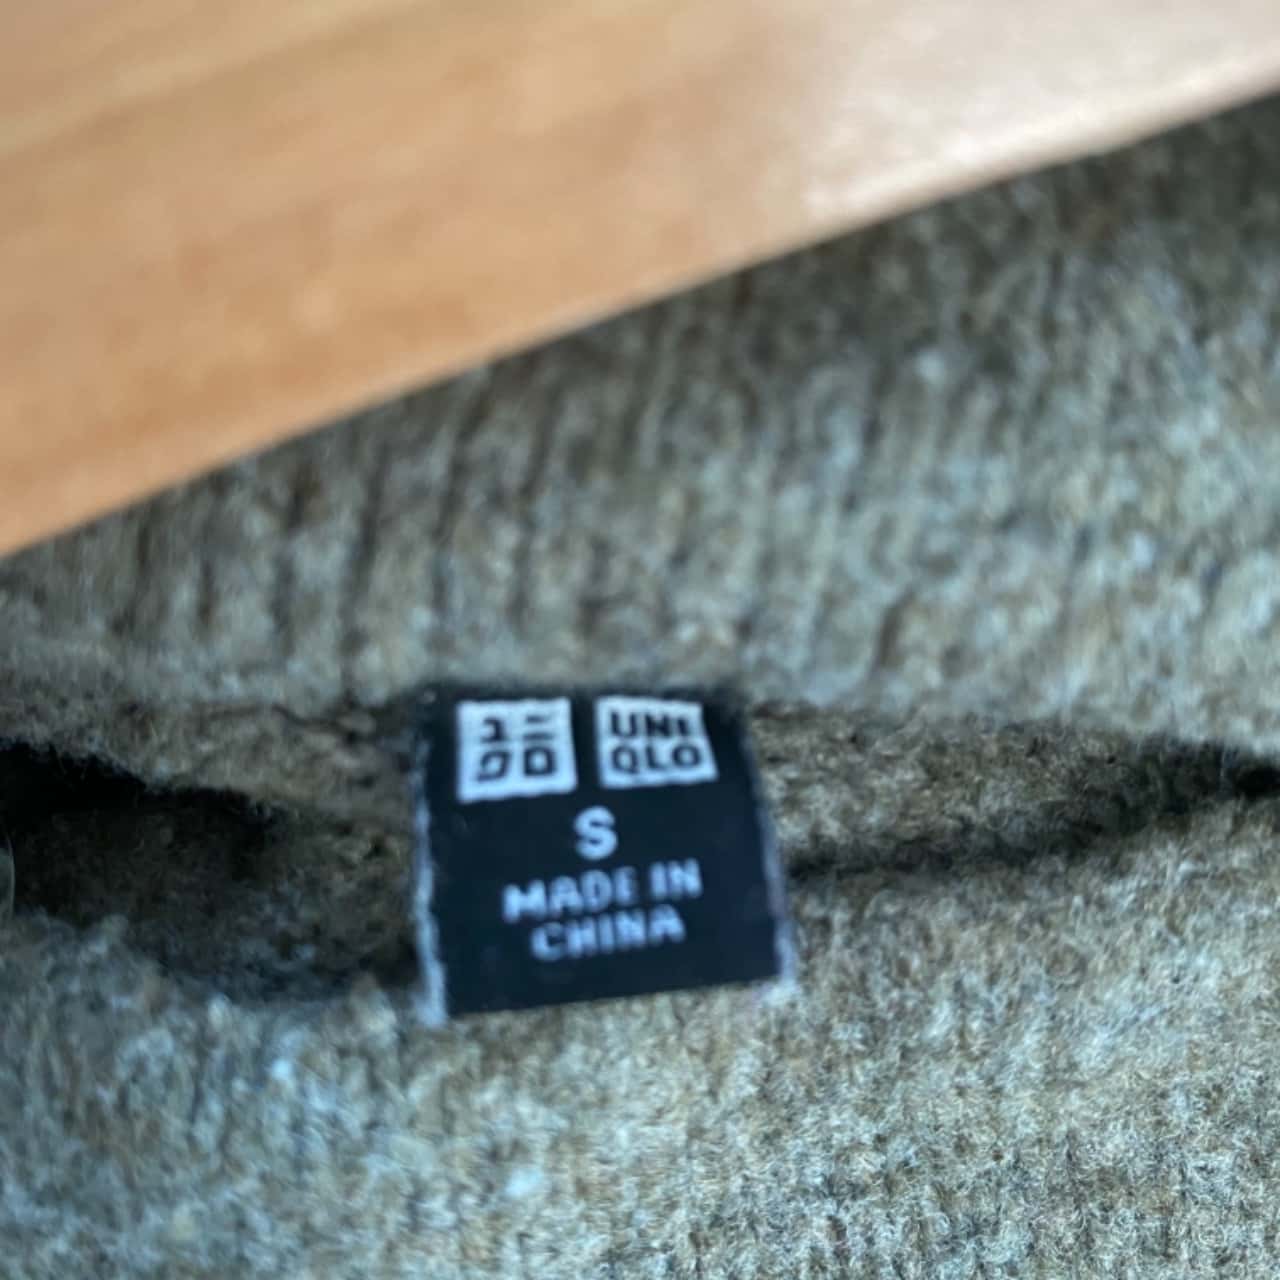 ユニ UNI
クロ QLO
S
MADE IN
CHINA